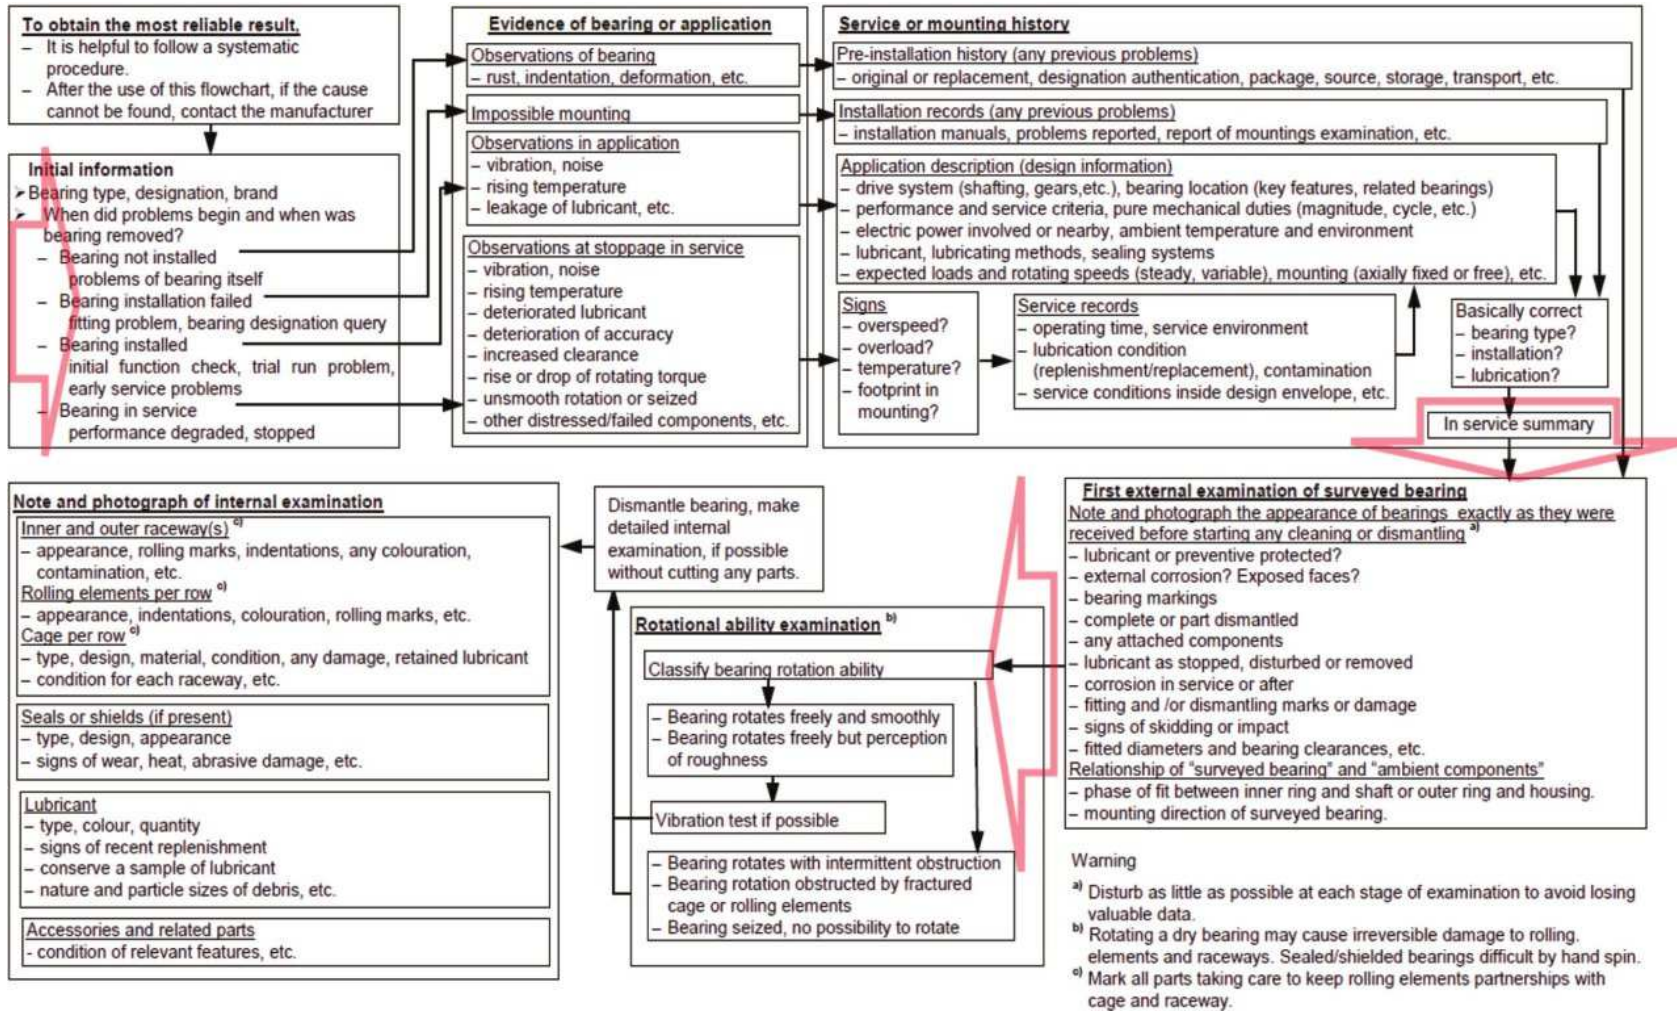 To obtain the most reliable result,
– It is helpful to follow a systematic
procedure.
– After the use of this flowchart, if the cause
cannot be found, contact the manufacturer
Initial information
➢ Bearing type, designation, brand
➢ When did problems begin and when was
bearing removed?
– Bearing not installed
problems of bearing itself
– Bearing installation failed
fitting problem, bearing designation query
– Bearing installed
initial function check, trial run problem,
early service problems
– Bearing in service
performance degraded, stopped
Evidence of bearing or application
Observations of bearing
– rust, indentation, deformation, etc.
Impossible mounting
Observations in application
– vibration, noise
– rising temperature
– leakage of lubricant, etc.
Observations at stoppage in service
– vibration, noise
– rising temperature
– deteriorated lubricant
– deterioration of accuracy
– increased clearance
– rise or drop of rotating torque
– unsmooth rotation or seized
– other distressed/failed components, etc.
Service or mounting history
Pre-installation history (any previous problems)
– original or replacement, designation authentication, package, source, storage, transport, etc.
Installation records (any previous problems)
– installation manuals, problems reported, report of mountings examination, etc.
Application description (design information)
– drive system (shafting, gears,etc.), bearing location (key features, related bearings)
– performance and service criteria, pure mechanical duties (magnitude, cycle, etc.)
– electric power involved or nearby, ambient temperature and environment
– lubricant, lubricating methods, sealing systems
– expected loads and rotating speeds (steady, variable), mounting (axially fixed or free), etc.
Signs
– overspeed?
– overload?
– temperature?
– footprint in
mounting?
Service records
– operating time, service environment
– lubrication condition
(replenishment/replacement), contamination
– service conditions inside design envelope, etc.
Basically correct
– bearing type?
– installation?
– lubrication?
In service summary
First external examination of surveyed bearing
Note and photograph the appearance of bearings exactly as they were
received before starting any cleaning or dismantling a)
– lubricant or preventive protected?
– external corrosion? Exposed faces?
– bearing markings
– complete or part dismantled
– any attached components
– lubricant as stopped, disturbed or removed
– corrosion in service or after
– fitting and /or dismantling marks or damage
– signs of skidding or impact
– fitted diameters and bearing clearances, etc.
Relationship of “surveyed bearing” and “ambient components”
– phase of fit between inner ring and shaft or outer ring and housing.
– mounting direction of surveyed bearing.
Rotational ability examination b)
Classify bearing rotation ability
– Bearing rotates freely and smoothly
– Bearing rotates freely but perception
of roughness
Vibration test if possible
– Bearing rotates with intermittent obstruction
– Bearing rotation obstructed by fractured
cage or rolling elements
– Bearing seized, no possibility to rotate
Dismantle bearing, make
detailed internal
examination, if possible
without cutting any parts.
Note and photograph of internal examination
Inner and outer raceway(s) c)
– appearance, rolling marks, indentations, any colouration,
contamination, etc.
Rolling elements per row c)
– appearance, indentations, colouration, rolling marks, etc.
Cage per row c)
– type, design, material, condition, any damage, retained lubricant
– condition for each raceway, etc.
Seals or shields (if present)
– type, design, appearance
– signs of wear, heat, abrasive damage, etc.
Lubricant
– type, colour, quantity
– signs of recent replenishment
– conserve a sample of lubricant
– nature and particle sizes of debris, etc.
Accessories and related parts
- condition of relevant features, etc.
Warning
a) Disturb as little as possible at each stage of examination to avoid losing
valuable data.
b) Rotating a dry bearing may cause irreversible damage to rolling.
elements and raceways. Sealed/shielded bearings difficult by hand spin.
c) Mark all parts taking care to keep rolling elements partnerships with
cage and raceway.